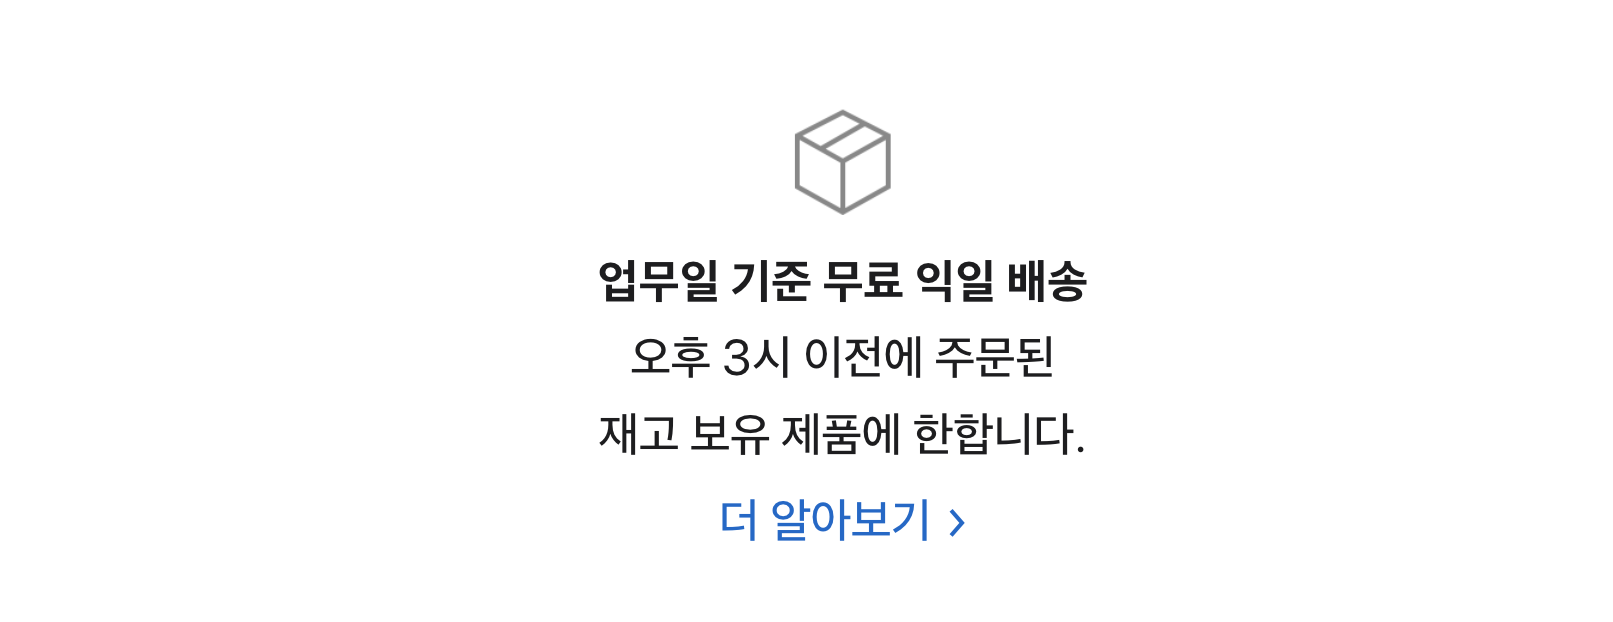 업무일 기준 무료 익일 배송
오후 3시 이전에 주문된
재고 보유 제품에 한합니다.
더 알아보기 >